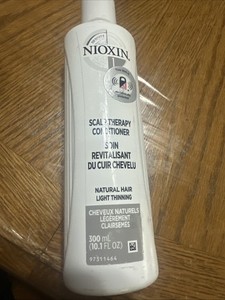 NIOXIN
1
SCALP THERAPY
CONDITIONER
SOIN
REVITALISANT
DU CUIR CHEVELU
NATURAL HAIR
LIGHT THINNING
CHEVEUX NATURELS
LÉGÈREMENT
CLAIRSEMÉS
300 mL
(10.1 FL OZ)
97311464